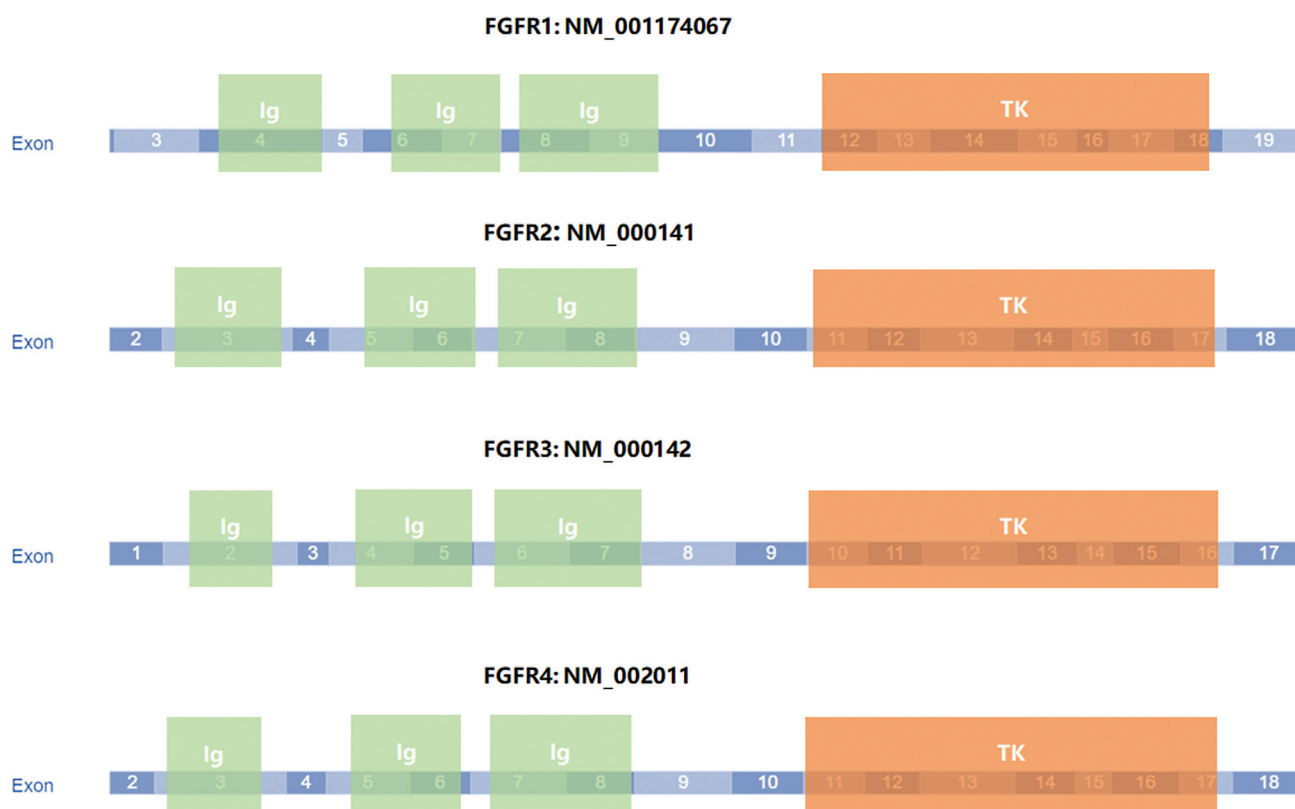 FGFR1: NM_001174067
Ig Ig Ig TK
Exon 3 4 5 6 7 8 9 10 11 12 13 14 15 16 17 18 19
FGFR2: NM_000141
Ig Ig Ig TK
Exon 2 3 4 5 6 7 8 9 10 11 12 13 14 15 16 17 18
FGFR3: NM_000142
Ig Ig Ig TK
Exon 1 2 3 4 5 6 7 8 9 10 11 12 13 14 15 16 17
FGFR4: NM_002011
Ig Ig Ig TK
Exon 2 3 4 5 6 7 8 9 10 11 12 13 14 15 16 17 18